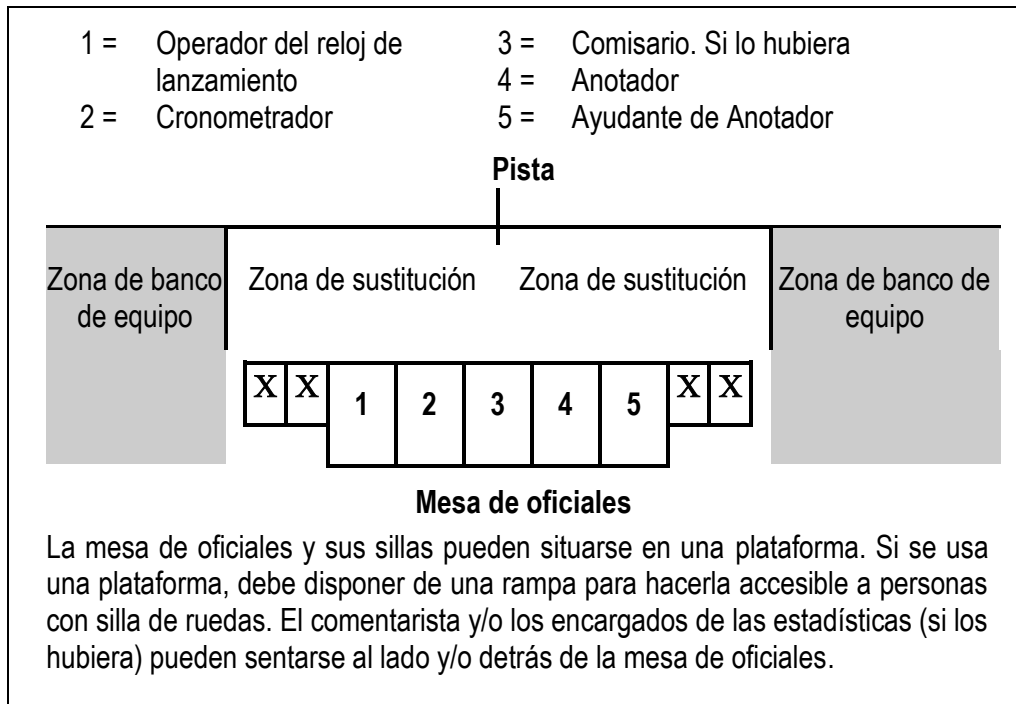 1 = Operador del reloj de
lanzamiento
2 = Cronometrador
3 = Comisario. Si lo hubiera
4 = Anotador
5 = Ayudante de Anotador
Pista
Zona de banco
de equipo
Zona de sustitución
Zona de sustitución
Zona de banco de
equipo
X X 1 2 3 4 5 X X
Mesa de oficiales
La mesa de oficiales y sus sillas pueden situarse en una plataforma. Si se usa
una plataforma, debe disponer de una rampa para hacerla accesible a personas
con silla de ruedas. El comentarista y/o los encargados de las estadísticas (si los
hubiera) pueden sentarse al lado y/o detrás de la mesa de oficiales.